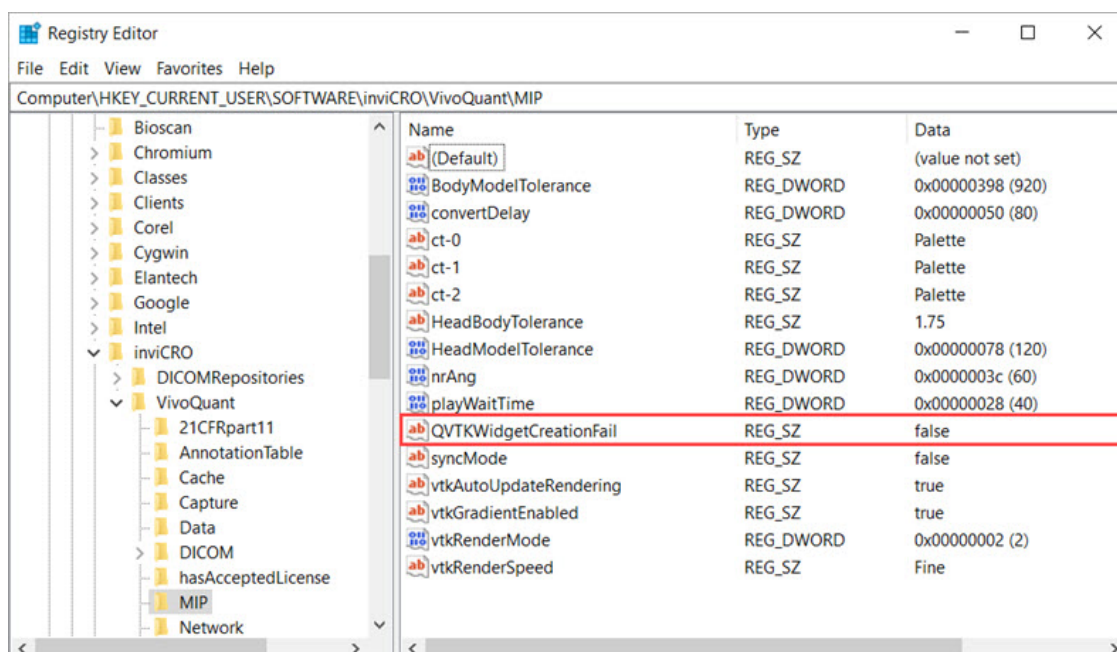 Registry Editor
File Edit View Favorites Help
Computer\HKEY_CURRENT_USER\SOFTWARE\inviCRO\VivoQuant\MIP
Bioscan
Chromium
Classes
Clients
Corel
Cygwin
Elantech
Google
Intel
inviCRO
DICOMRepositories
VivoQuant
21CFRpart11
AnnotationTable
Cache
Capture
Data
DICOM
hasAcceptedLicense
MIP
Network
Name Type Data
(Default) REG_SZ (value not set)
BodyModelTolerance REG_DWORD 0x00000398 (920)
convertDelay REG_DWORD 0x00000050 (80)
ct-0 REG_SZ Palette
ct-1 REG_SZ Palette
ct-2 REG_SZ Palette
HeadBodyTolerance REG_SZ 1.75
HeadModelTolerance REG_DWORD 0x00000078 (120)
nrAng REG_DWORD 0x0000003c (60)
playWaitTime REG_DWORD 0x00000028 (40)
QVTKWidgetCreationFail REG_SZ false
syncMode REG_SZ false
vtkAutoUpdateRendering REG_SZ true
vtkGradientEnabled REG_SZ true
vtkRenderMode REG_DWORD 0x00000002 (2)
vtkRenderSpeed REG_SZ Fine